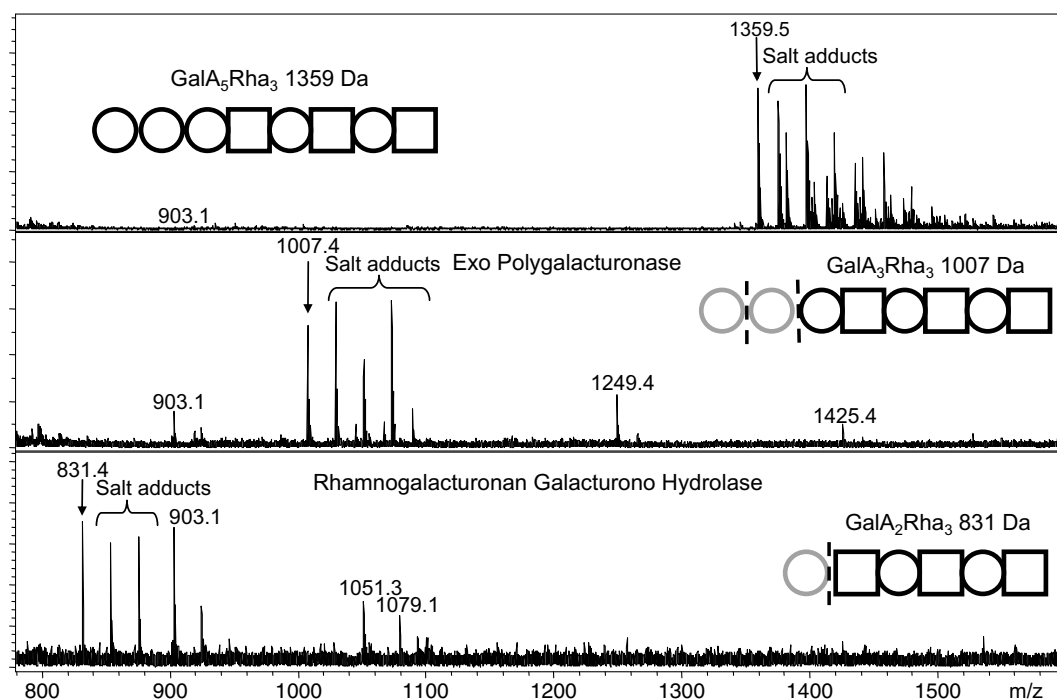 1359.5
Salt adducts
GalA₅Rha₃ 1359 Da
903.1
1007.4
Salt adducts
Exo Polygalacturonase
GalA₃Rha₃ 1007 Da
903.1
1249.4
1425.4
831.4
Salt adducts
903.1
Rhamnogalacturonan Galacturono Hydrolase
GalA₂Rha₃ 831 Da
1051.3
1079.1
800 900 1000 1100 1200 1300 1400 1500 m/z